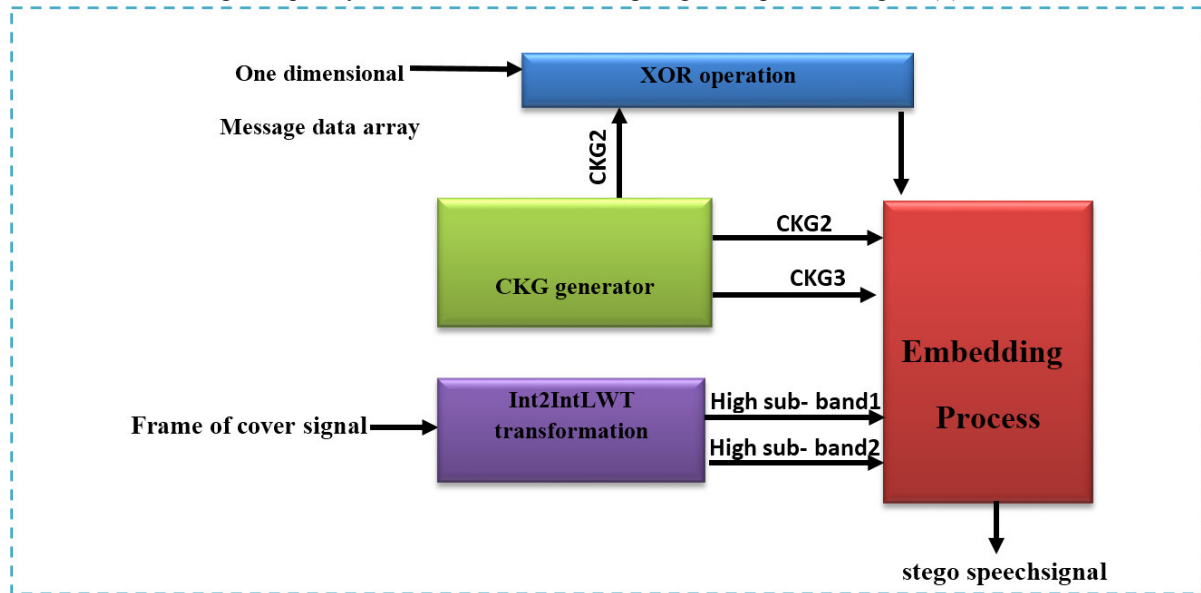 One dimensional
Message data array
XOR operation
CKG2
CKG generator
CKG2
CKG3
Frame of cover signal
Int2IntLWT
transformation
High sub- band1
High sub- band2
Embedding
Process
stego speechsignal